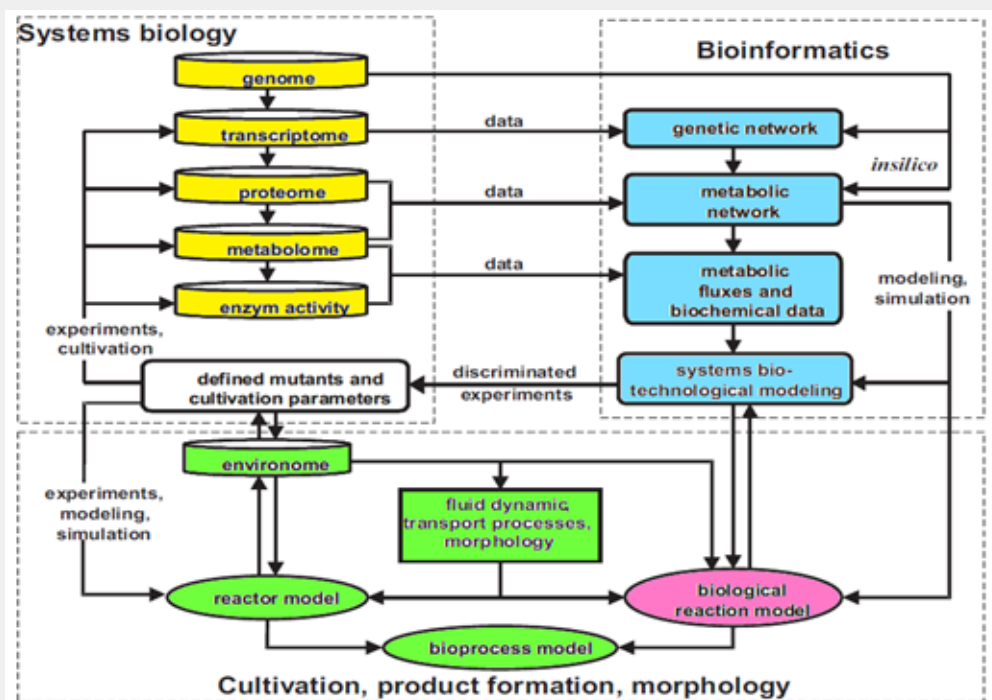 Systems biology
Bioinformatics
genome
transcriptome
data
genetic network
insilico
proteome
data
metabolic
network
metabolome
data
metabolic
fluxes and
biochemical data
modeling,
simulation
enzym activity
experiments,
cultivation
defined mutants and
cultivation parameters
discriminated
experiments
systems bio-
technological modeling
environome
experiments,
modeling,
simulation
fluid dynamic,
transport processes,
morphology
reactor model
biological
reaction model
bioprocess model
Cultivation, product formation, morphology